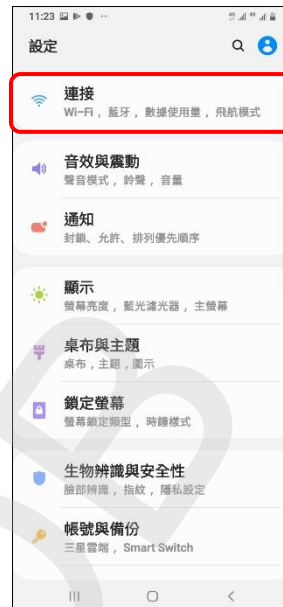 11:23
設定
連接
Wi-Fi，藍牙，數據使用量，飛航模式
音效與震動
聲音模式，鈴聲，音量
通知
封鎖、允許、排列優先順序
顯示
螢幕亮度，藍光濾光器，主螢幕
桌布與主題
桌布，主題，圖示
鎖定螢幕
螢幕鎖定類型，時鐘樣式
生物辨識與安全性
臉部辨識，指紋，隱私設定
帳號與備份
三星雲端，Smart Switch